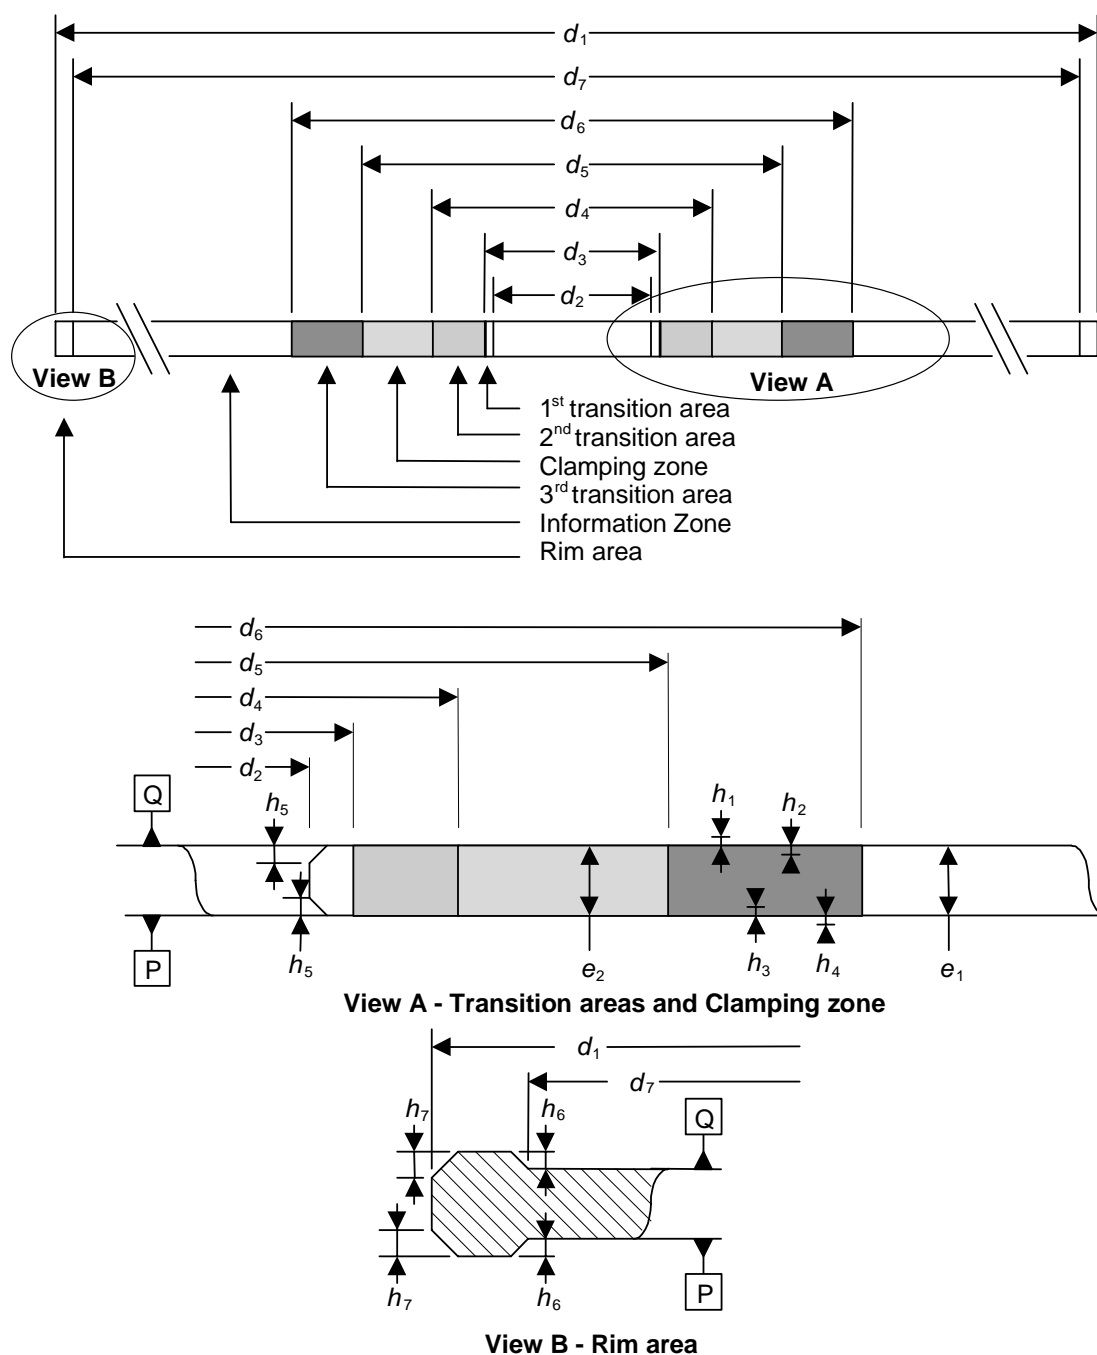 d1
d7
d6
d5
d4
d3
d2
View B
View A
1st transition area
2nd transition area
Clamping zone
3rd transition area
Information Zone
Rim area
d6
d5
d4
d3
d2
Q
h5
h1
h2
P
h5
e2
h3
h4
e1
View A - Transition areas and Clamping zone
d1
d7
h7
h6
Q
h7
h6
P
View B - Rim area